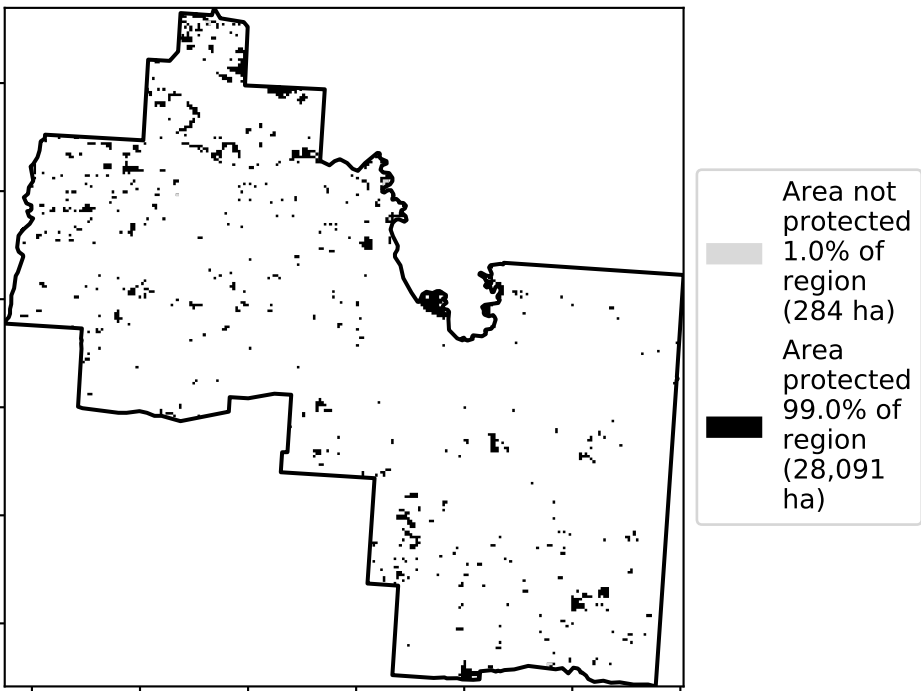 Area not
protected
1.0% of
region
(284 ha)
Area
protected
99.0% of
region
(28,091
ha)